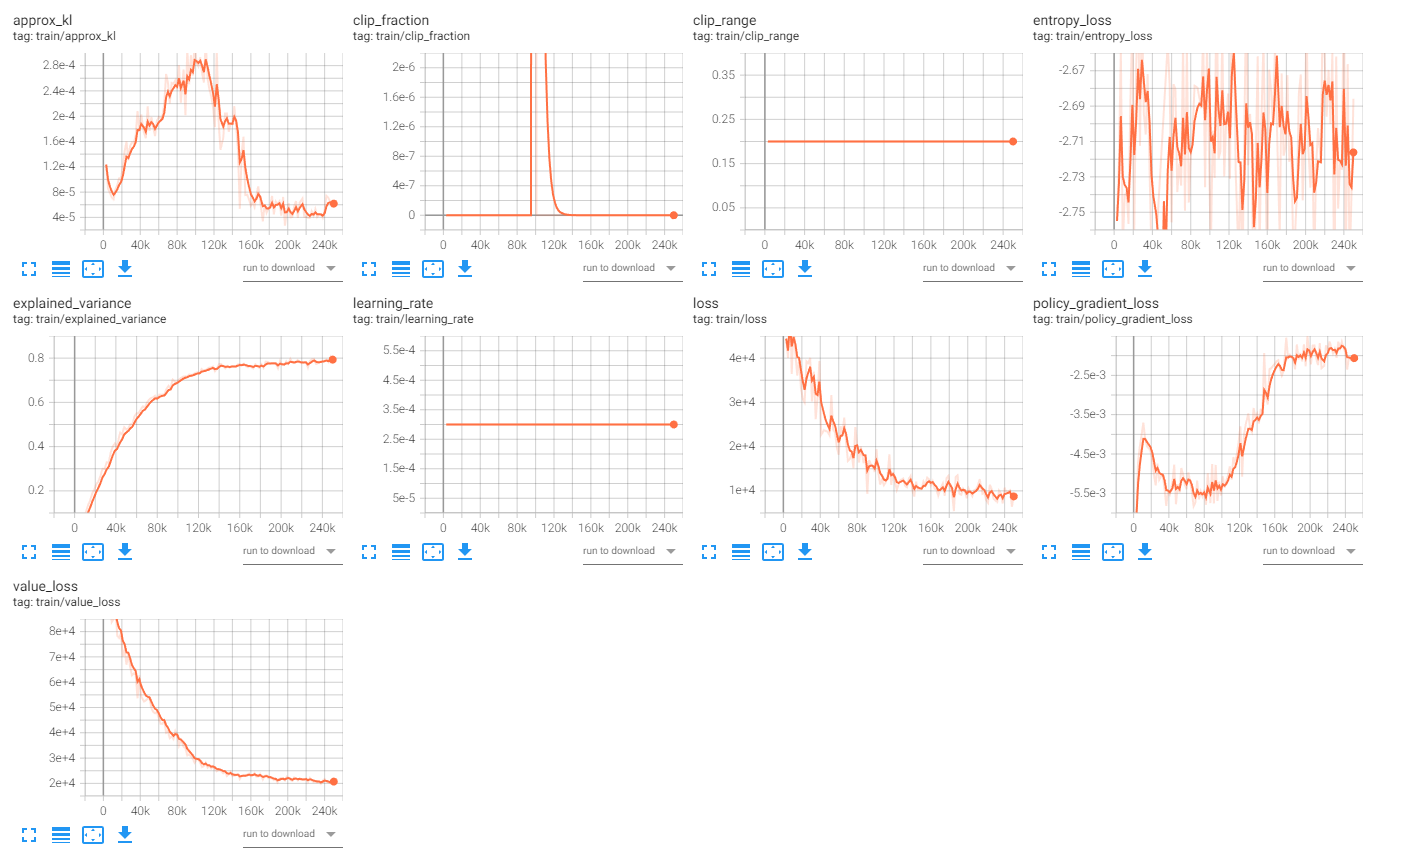 approx_kl
tag: train/approx_kl
2.8e-4
2.4e-4
2e-4
1.6e-4
1.2e-4
8e-5
4e-5
0 40k 80k 120k 160k 200k 240k
run to download
clip_fraction
tag: train/clip_fraction
2e-6
1.6e-6
1.2e-6
8e-7
4e-7
0
0 40k 80k 120k 160k 200k 240k
run to download
clip_range
tag: train/clip_range
0.35
0.25
0.15
0.05
0 40k 80k 120k 160k 200k 240k
run to download
entropy_loss
tag: train/entropy_loss
-2.67
-2.69
-2.71
-2.73
-2.75
0 40k 80k 120k 160k 200k 240k
run to download
explained_variance
tag: train/explained_variance
0.8
0.6
0.4
0.2
0 40k 80k 120k 160k 200k 240k
run to download
learning_rate
tag: train/learning_rate
5.5e-4
4.5e-4
3.5e-4
2.5e-4
1.5e-4
5e-5
0 40k 80k 120k 160k 200k 240k
run to download
loss
tag: train/loss
4e+4
3e+4
2e+4
1e+4
0 40k 80k 120k 160k 200k 240k
run to download
policy_gradient_loss
tag: train/policy_gradient_loss
-2.5e-3
-3.5e-3
-4.5e-3
-5.5e-3
0 40k 80k 120k 160k 200k 240k
run to download
value_loss
tag: train/value_loss
8e+4
7e+4
6e+4
5e+4
4e+4
3e+4
2e+4
0 40k 80k 120k 160k 200k 240k
run to download